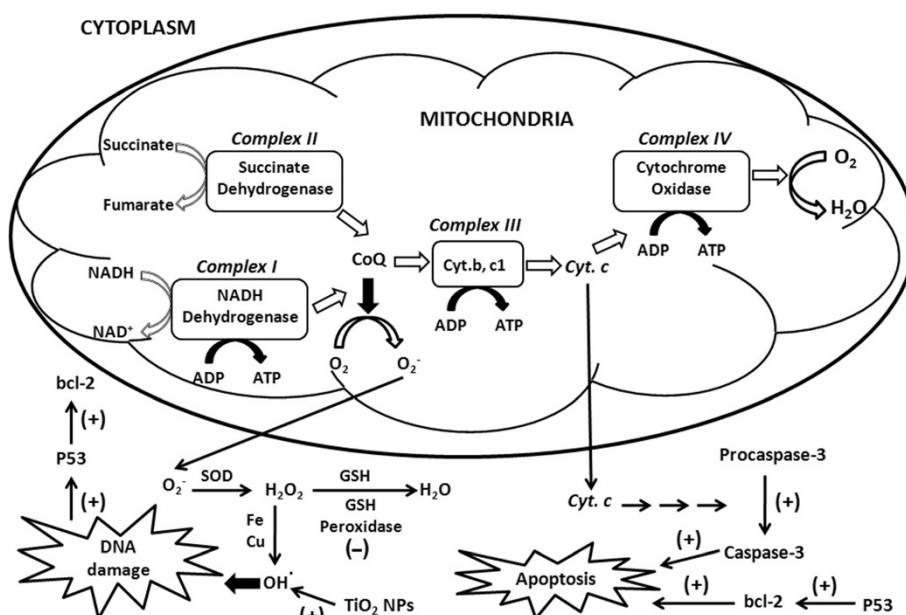 CYTOPLASM
MITOCHONDRIA
Complex II
Complex IV
Succinate
Succinate
Dehydrogenase
Cytochrome
Oxidase
O₂
Fumarate
Complex III
H₂O
ADP
ATP
Complex I
CoQ
Cyt.b, c1
Cyt. c
NADH
NADH
Dehydrogenase
NAD⁺
ADP
ATP
ADP
ATP
O₂
O₂⁻
bcl-2
(+)
P53
(+)
Procaspase-3
O₂⁻
SOD
H₂O₂
GSH
H₂O
GSH
Peroxidase
(−)
Fe
Cu
Cyt. c
(+)
DNA
damage
(+)
Caspase-3
OH·
Apoptosis
(+)
bcl-2
(+)
P53
(+)
TiO₂ NPs